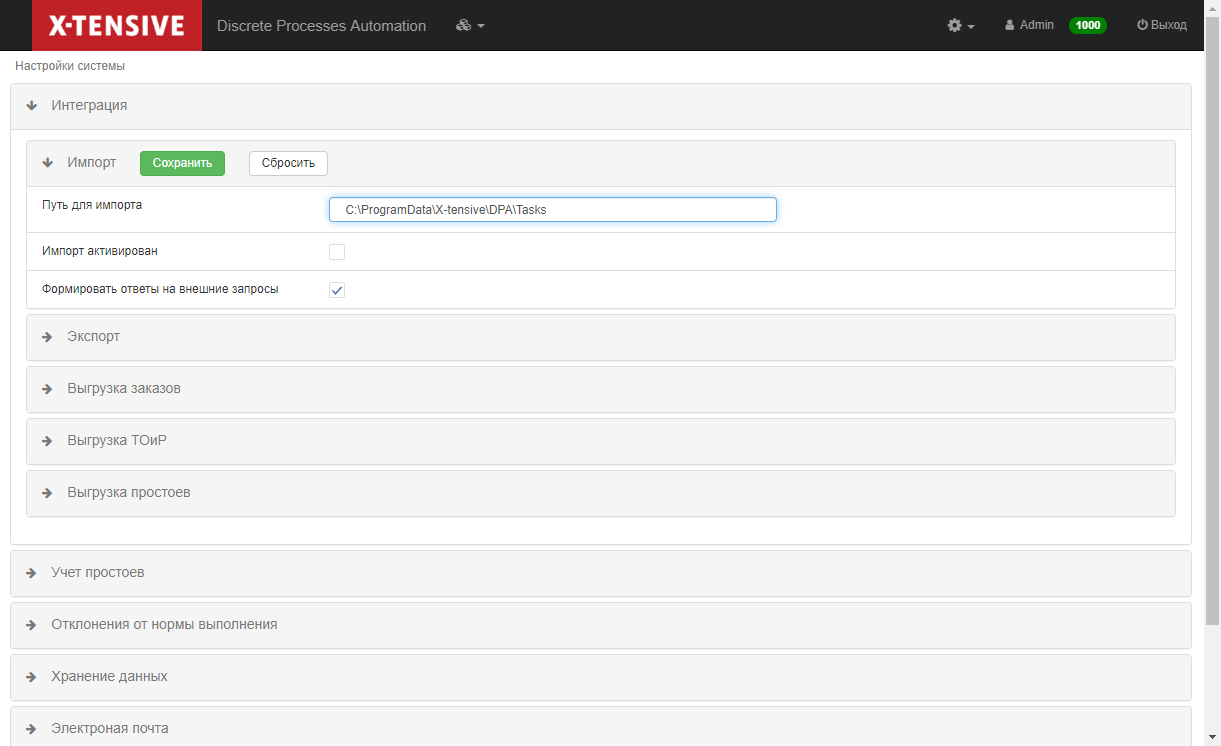 X-TENSIVE Discrete Processes Automation Admin 1000 Выход
Настройки системы
Интеграция
Импорт Сохранить Сбросить
Путь для импорта C:\ProgramData\X-tensive\DPA\Tasks
Импорт активирован
Формировать ответы на внешние запросы
Экспорт
Выгрузка заказов
Выгрузка ТОиР
Выгрузка простоев
Учет простоев
Отклонения от нормы выполнения
Хранение данных
Электроная почта